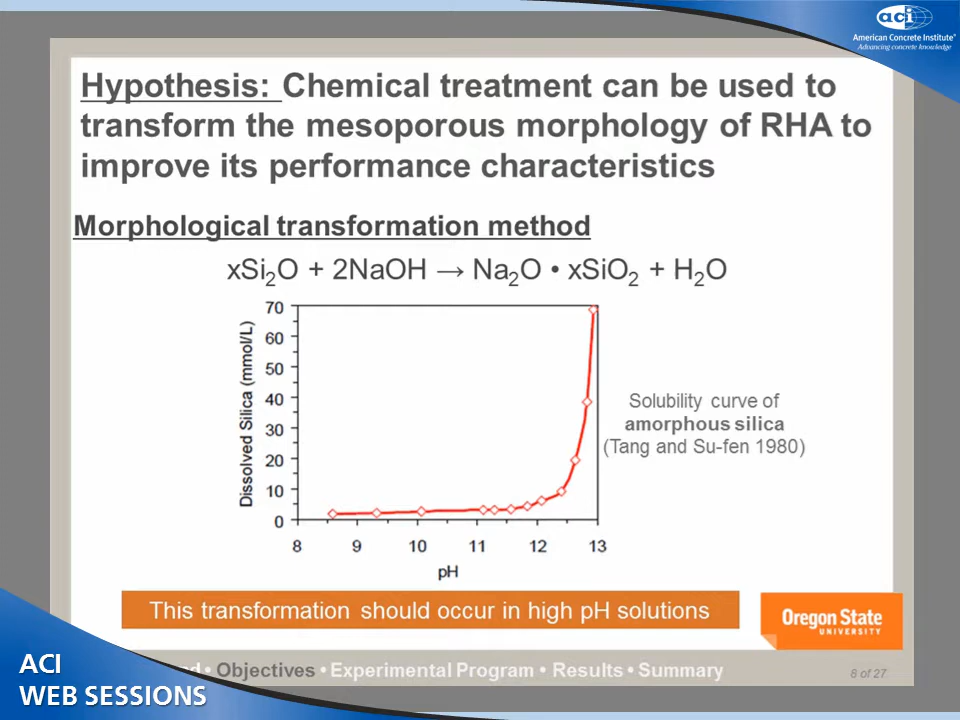 aci
American Concrete Institute®
Advancing concrete knowledge
Hypothesis: Chemical treatment can be used to
transform the mesoporous morphology of RHA to
improve its performance characteristics
Morphological transformation method
xSi₂O + 2NaOH → Na₂O • xSiO₂ + H₂O
Dissolved Silica (mmol/L)
70
60
50
40
30
20
10
0
8 9 10 11 12 13
pH
Solubility curve of
amorphous silica
(Tang and Su-fen 1980)
This transformation should occur in high pH solutions
Oregon State
UNIVERSITY
• Objectives • Experimental Program • Results • Summary
8 of 27
ACI
WEB SESSIONS